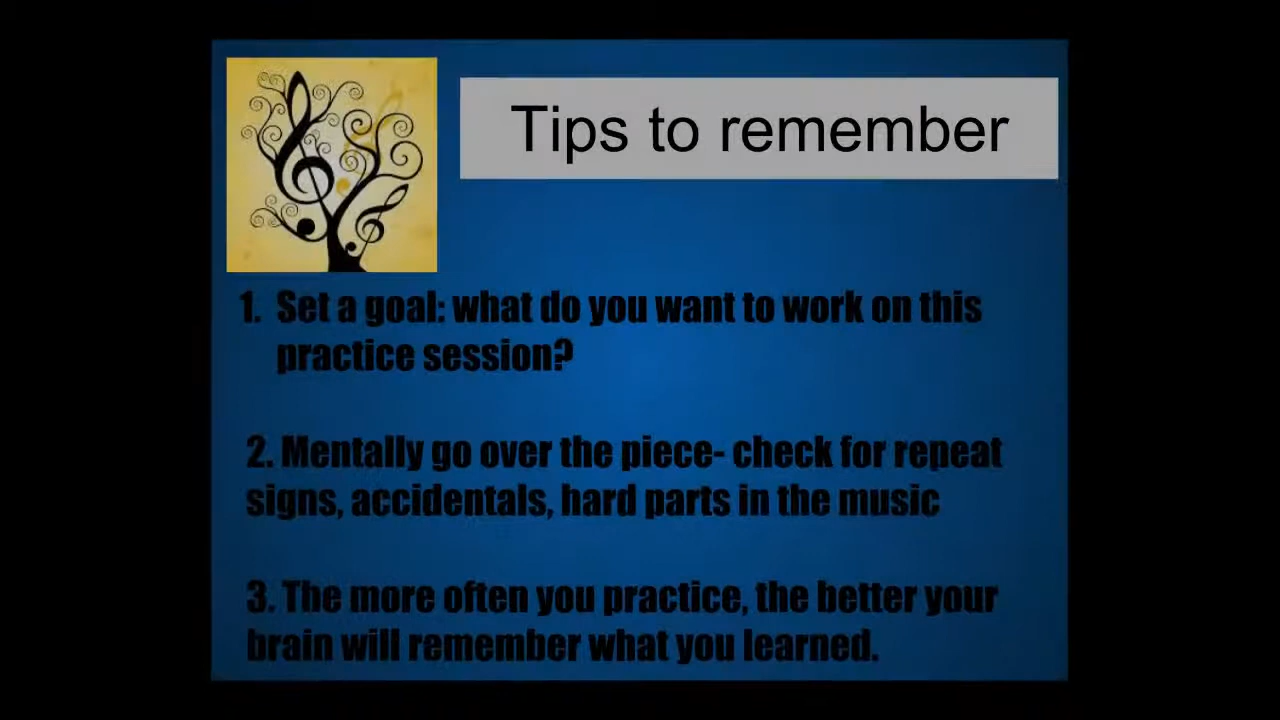 Tips to remember
1. Set a goal: what do you want to work on this
practice session?
2. Mentally go over the piece- check for repeat
signs, accidentals, hard parts in the music
3. The more often you practice, the better your
brain will remember what you learned.